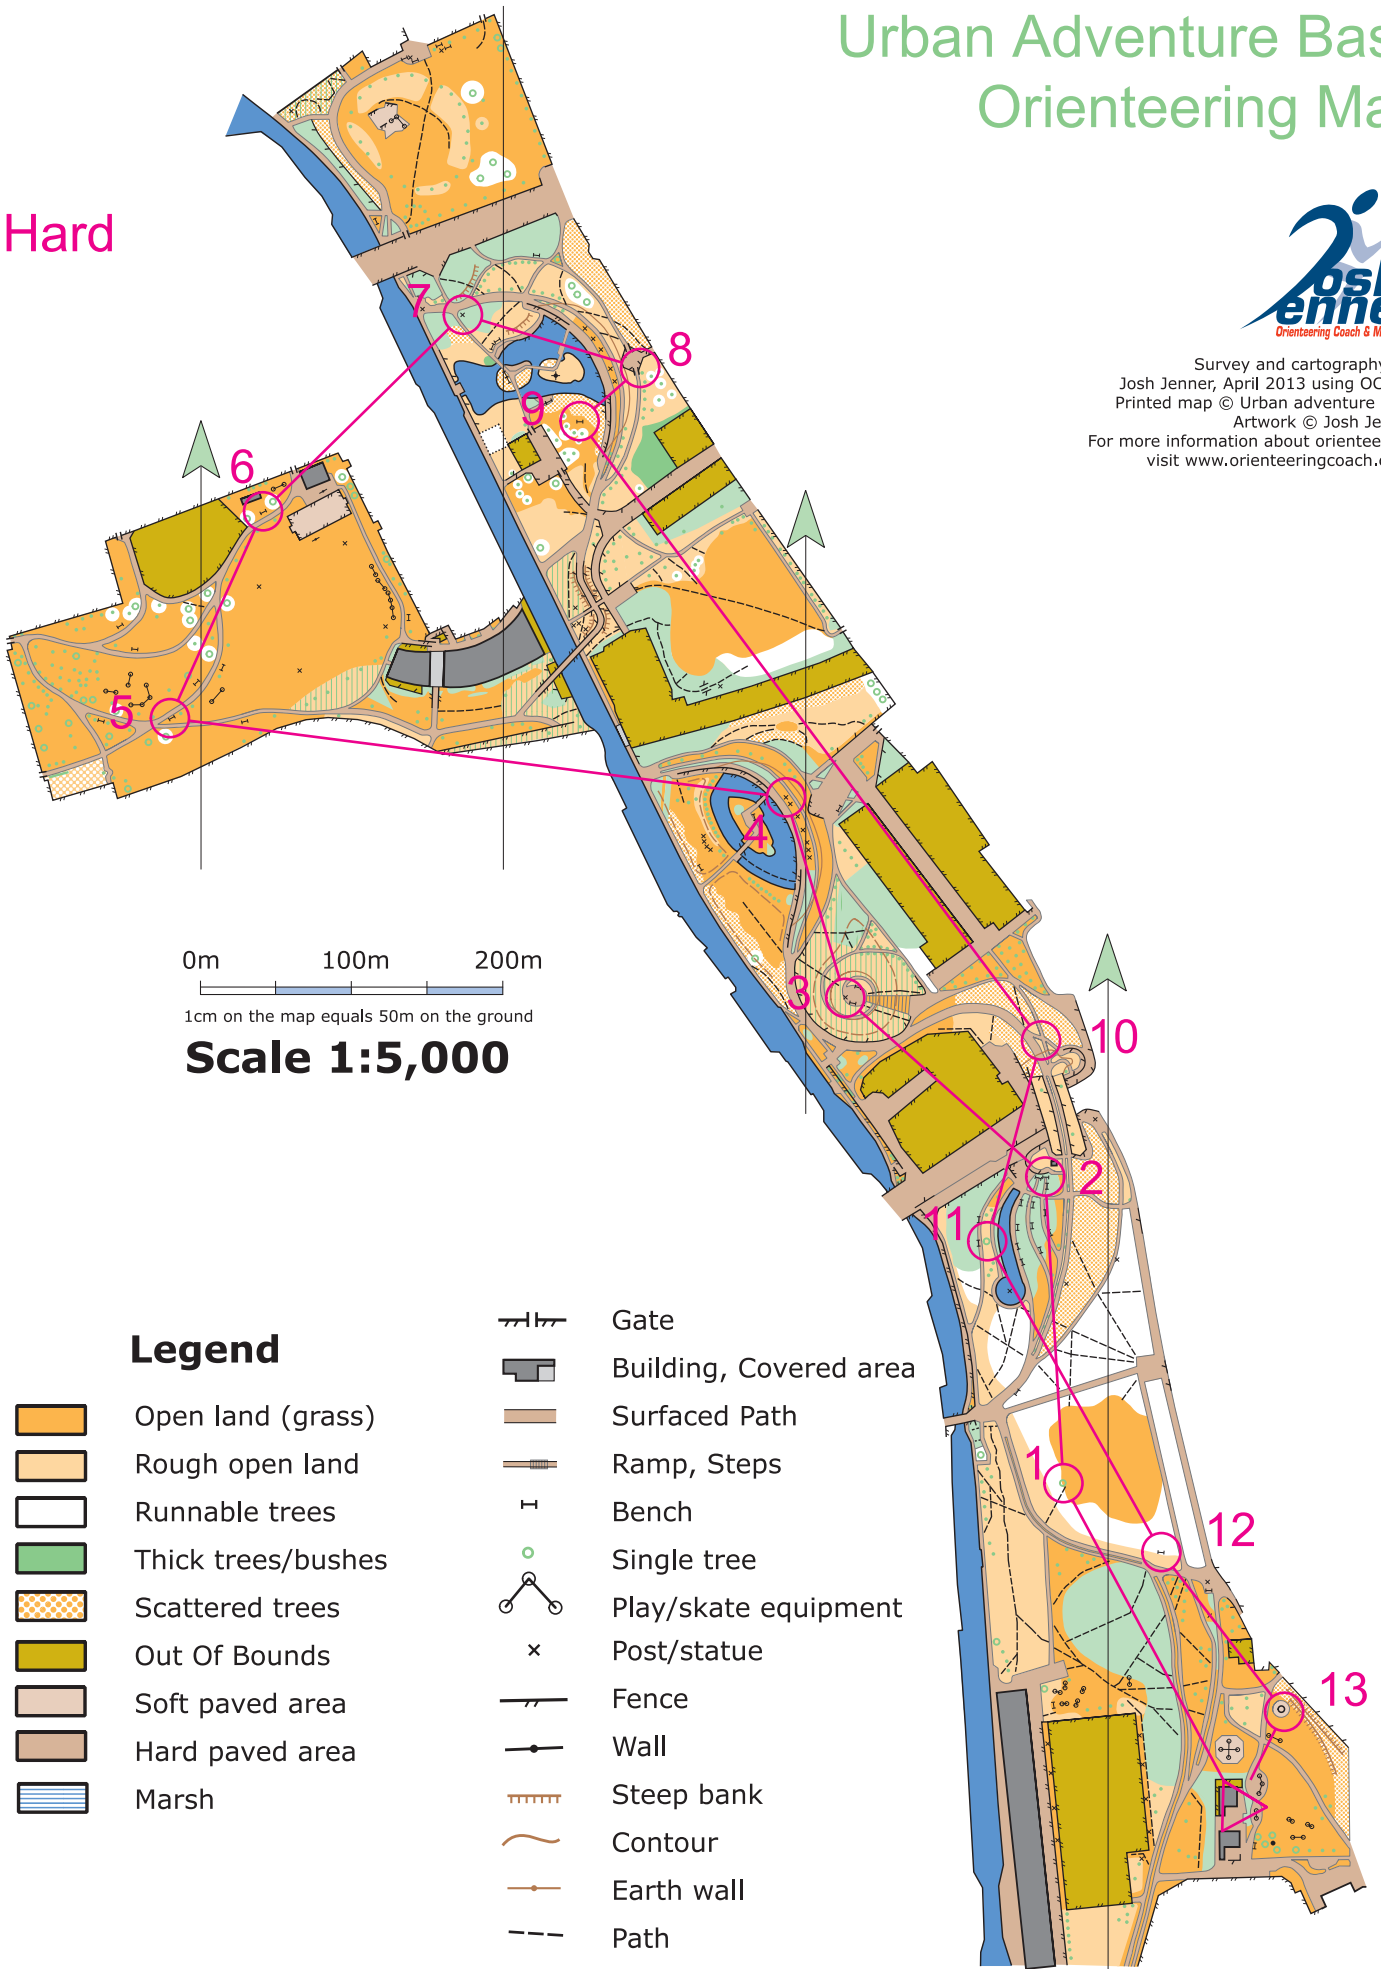 Urban Adventure Bas
Orienteering Ma
Hard
Josh
Jenne
Orienteering Coach & M
Survey and cartography
Josh Jenner, April 2013 using OC
Printed map © Urban adventure
Artwork © Josh Je
For more information about orientee
visit www.orienteeringcoach.
7
8
9
6
5
4
3
10
2
11
1
12
13
0m 100m 200m
1cm on the map equals 50m on the ground
Scale 1:5,000
Legend
Open land (grass)
Rough open land
Runnable trees
Thick trees/bushes
Scattered trees
Out Of Bounds
Soft paved area
Hard paved area
Marsh
Gate
Building, Covered area
Surfaced Path
Ramp, Steps
Bench
Single tree
Play/skate equipment
Post/statue
Fence
Wall
Steep bank
Contour
Earth wall
Path